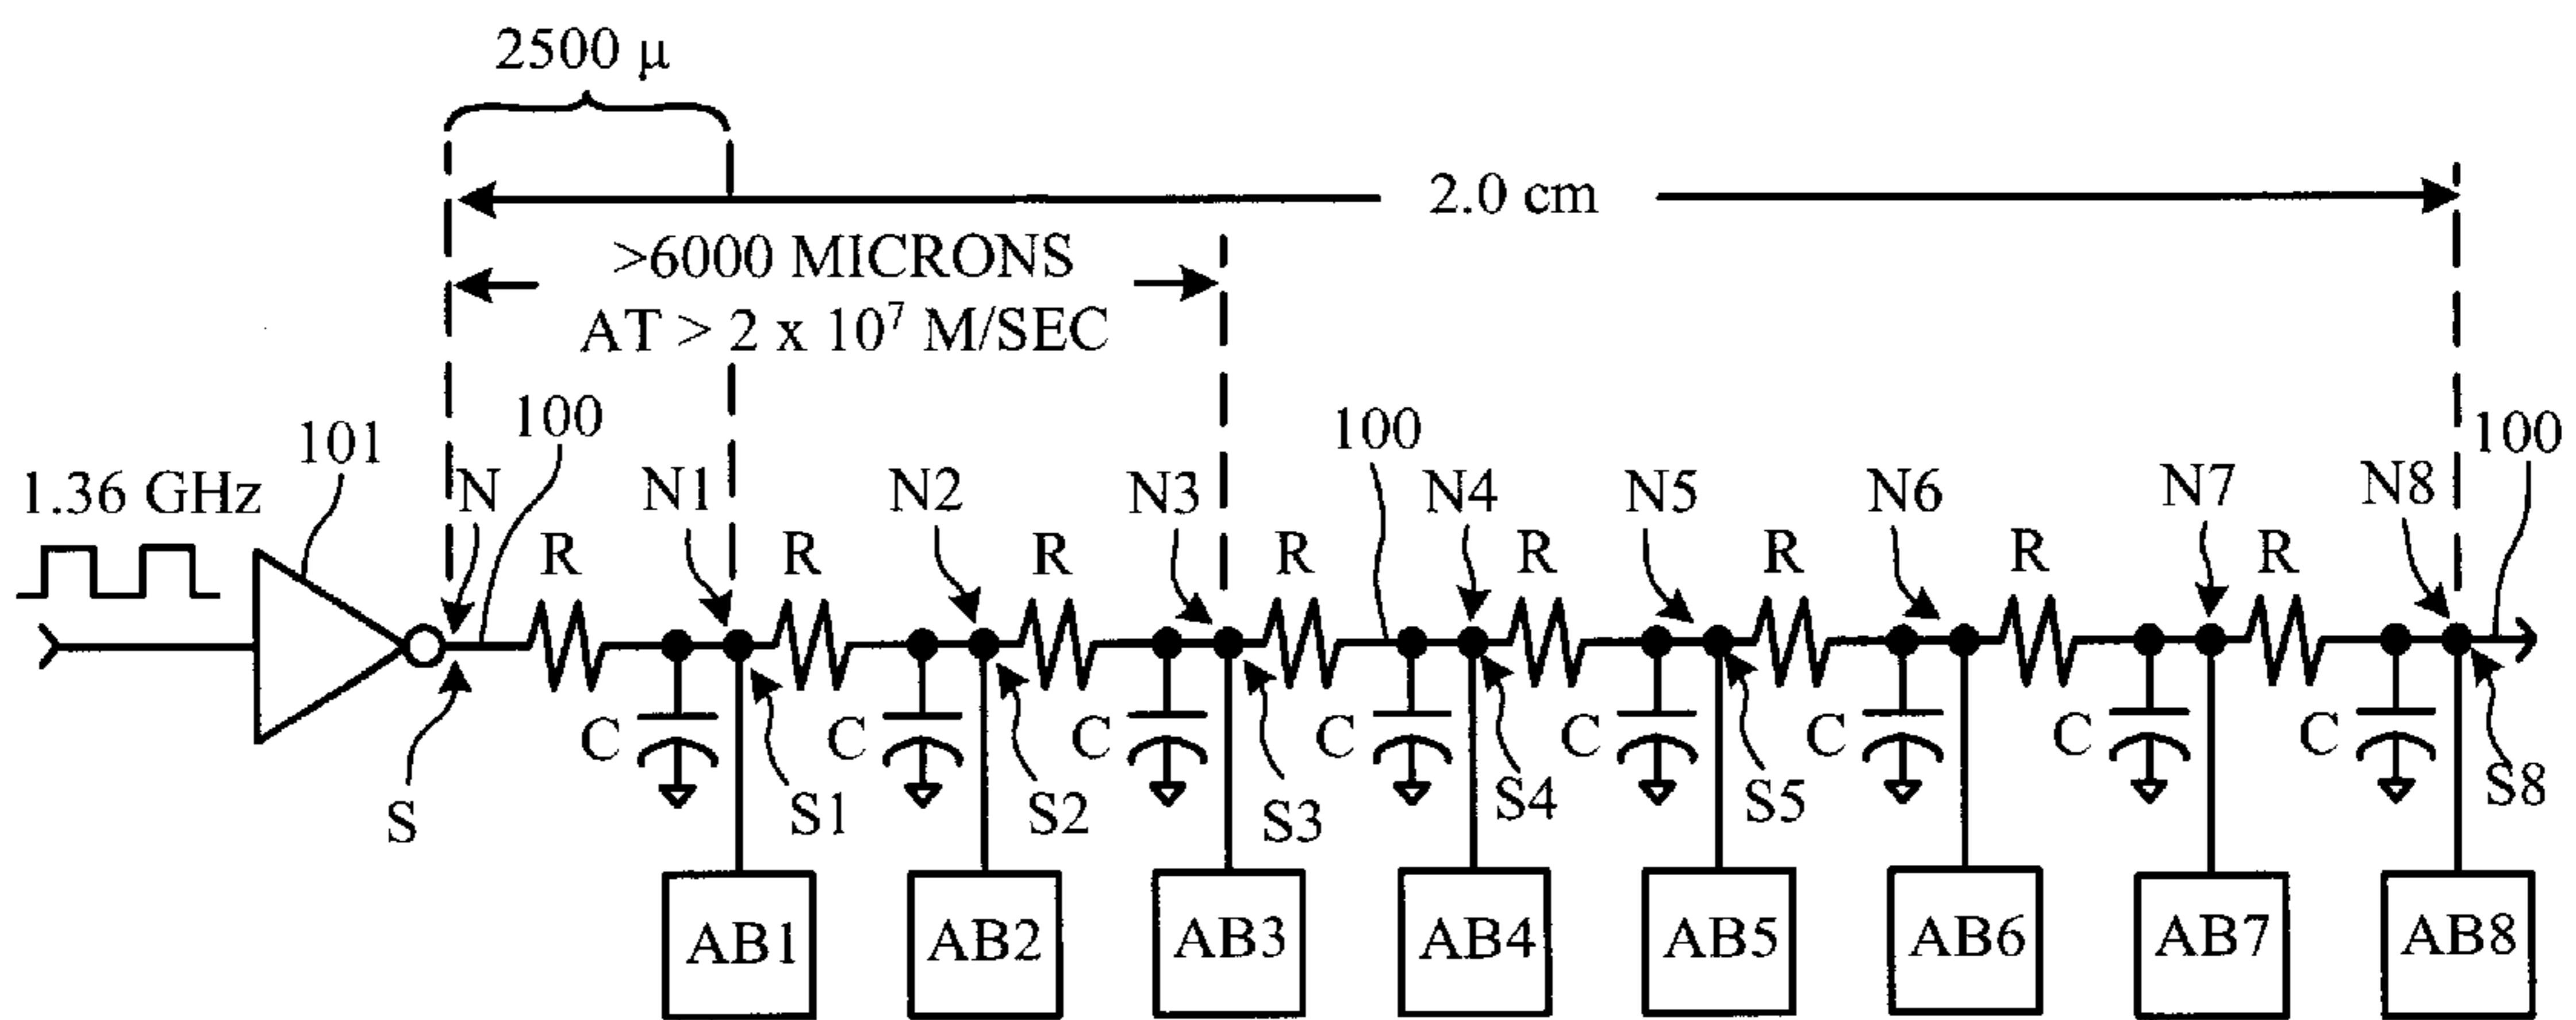 2500 μ
2.0 cm
>6000 MICRONS
AT > 2 x 10⁷ M/SEC
1.36 GHz
101
N
100
N1
N2
N3
100
N4
N5
N6
N7
N8
100
R
R
R
R
R
R
R
R
C
C
C
C
C
C
C
C
S
S1
S2
S3
S4
S5
S8
AB1
AB2
AB3
AB4
AB5
AB6
AB7
AB8